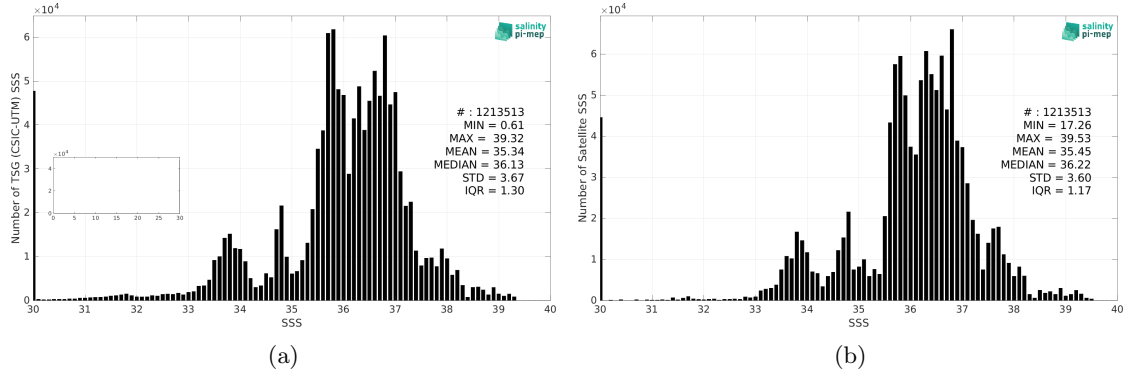 ×10⁴
6
5
4
3
2
1
0
Number of TSG (CSIC-UTM) SSS
30 31 32 33 34 35 36 37 38 39 40
SSS
salinity
pi-mep
# : 1213513
MIN = 0.61
MAX = 39.32
MEAN = 35.34
MEDIAN = 36.13
STD = 3.67
IQR = 1.30
×10⁴
4
2
0
0 5 10 15 20 25 30
(a)
×10⁴
6
5
4
3
2
1
0
Number of Satellite SSS
30 31 32 33 34 35 36 37 38 39 40
SSS
salinity
pi-mep
# : 1213513
MIN = 17.26
MAX = 39.53
MEAN = 35.45
MEDIAN = 36.22
STD = 3.60
IQR = 1.17
(b)